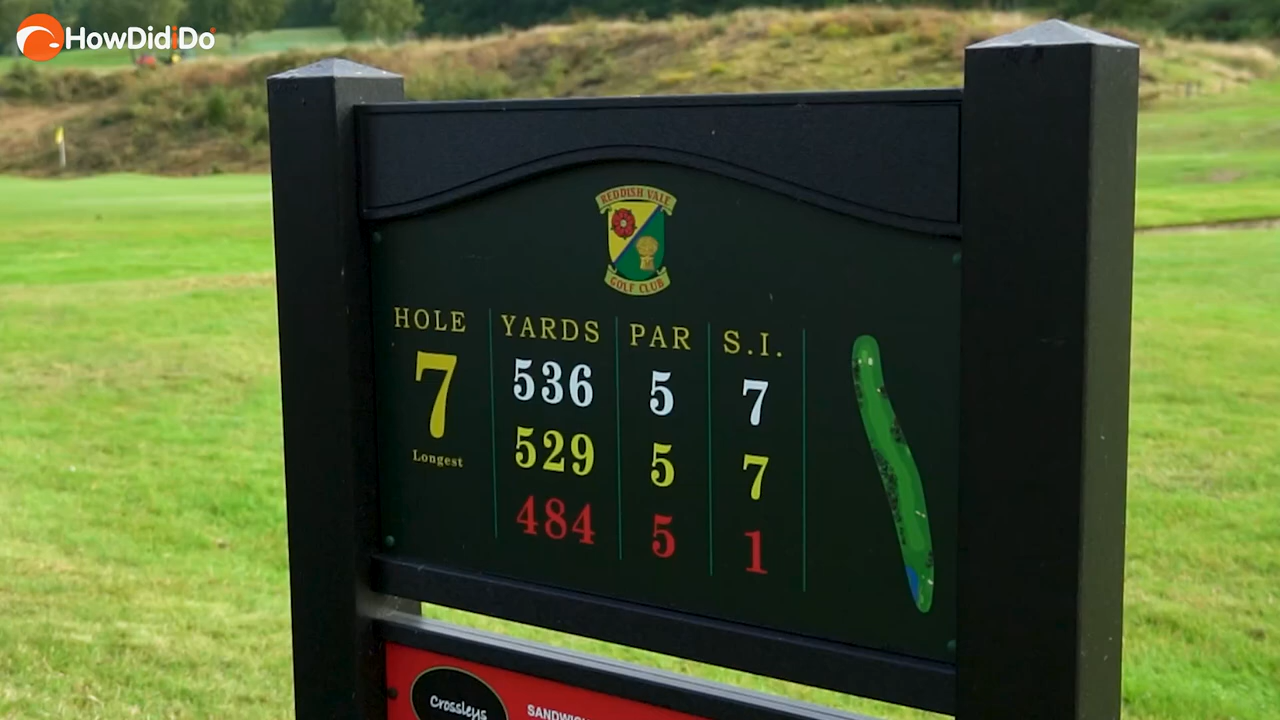 HowDidiDo
REDDISH VALE
GOLF CLUB
HOLE YARDS PAR S.I.
7 536 5 7
Longest 529 5 7
484 5 1
Crossleys